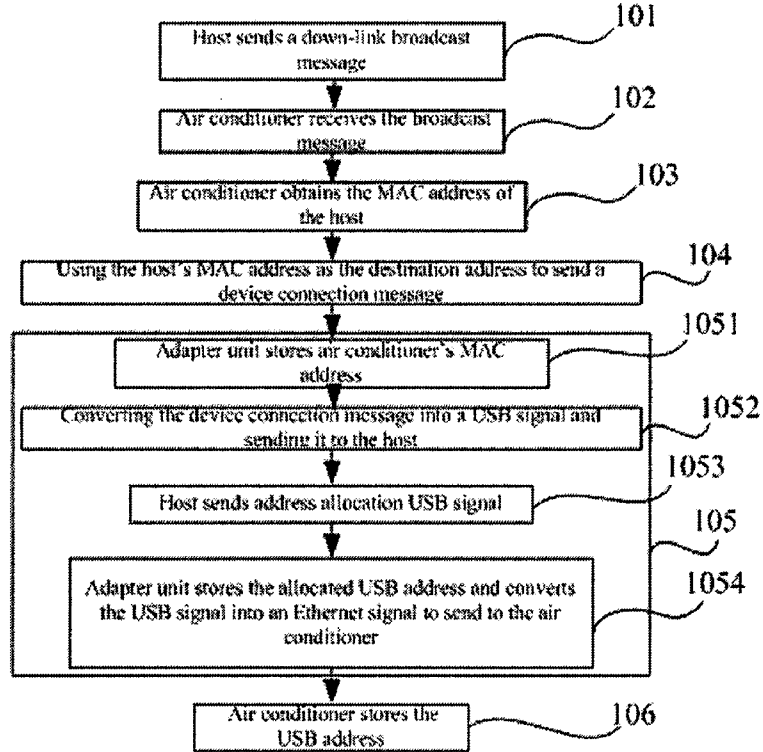 Host sends a down-link broadcast
message
101
Air conditioner receives the broadcast
message
102
Air conditioner obtains the MAC address of
the host
103
Using the host's MAC address as the destination address to send a
device connection message
104
Adapter unit stores air conditioner's MAC
address
1051
Converting the device connection message into a USB signal and
sending it to the host
1052
Host sends address allocation USB signal
1053
105
Adapter unit stores the allocated USB address and converts
the USB signal into an Ethernet signal to send to the air
conditioner
1054
Air conditioner stores the
USB address
106